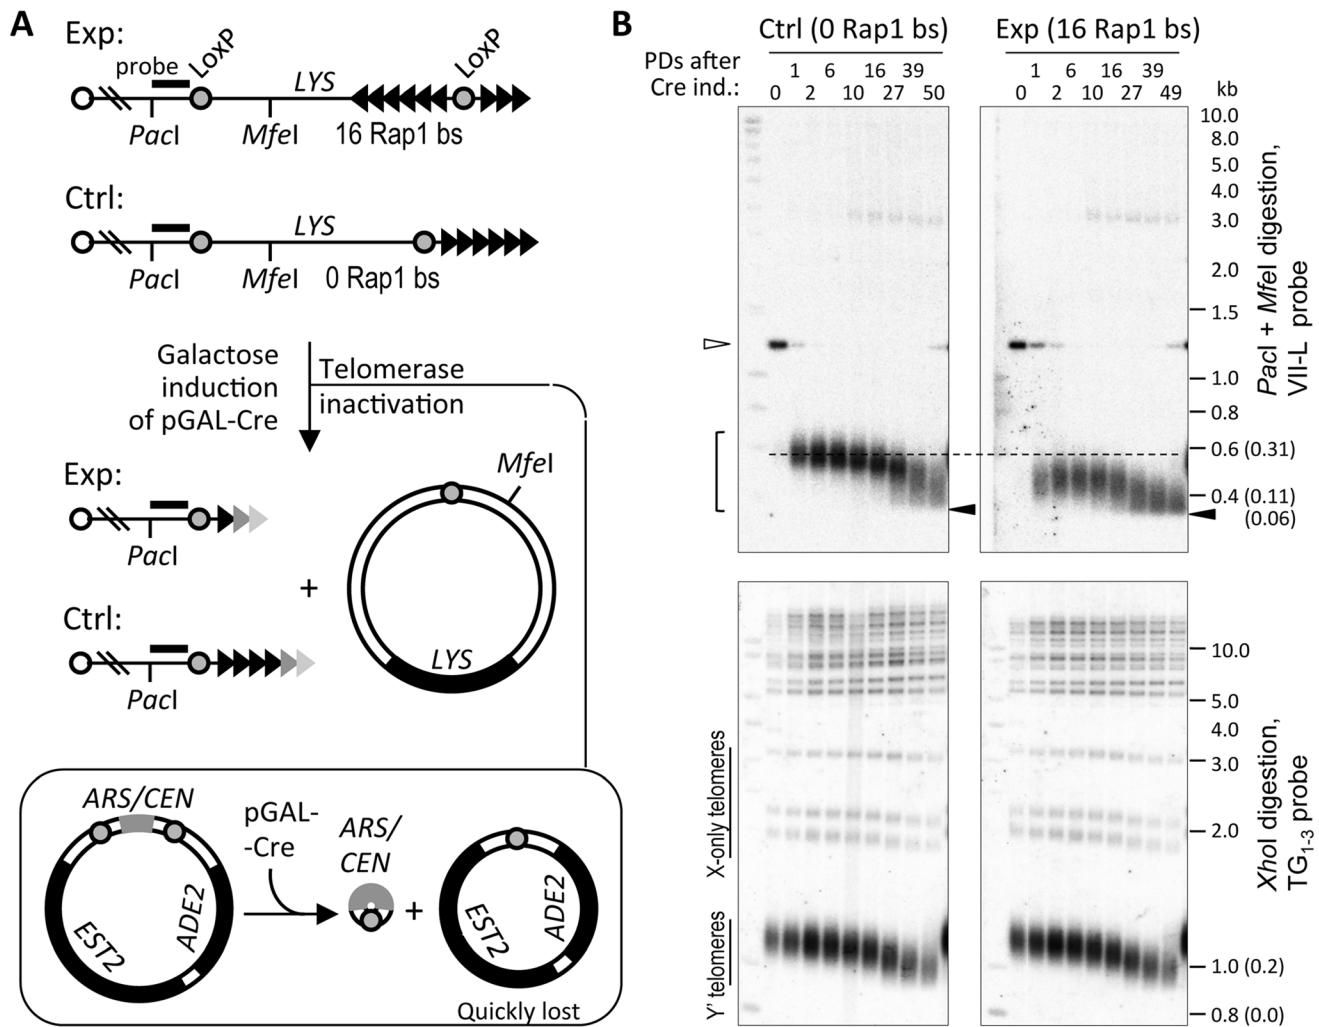 A
Exp:
probe
LoxP
LYS
LoxP
PacI
MfeI
16 Rap1 bs
Ctrl:
LYS
PacI
MfeI
0 Rap1 bs
Galactose
induction
of pGAL-Cre
Telomerase
inactivation
Exp:
PacI
MfeI
+
LYS
Ctrl:
PacI
ARS/CEN
EST2
ADE2
pGAL-
-Cre
ARS/
CEN
+
EST2
ADE2
Quickly lost
B
Ctrl (0 Rap1 bs)
Exp (16 Rap1 bs)
PDs after
Cre ind.:
1 6 16 39
0 2 10 27 50
1 6 16 39
0 2 10 27 49
kb
10.0
8.0
5.0
4.0
3.0
2.0
1.5
1.0
0.8
0.6 (0.31)
0.4 (0.11)
(0.06)
PacI + MfeI digestion,
VII-L probe
X-only telomeres
Y' telomeres
10.0
5.0
4.0
3.0
2.0
1.0 (0.2)
0.8 (0.0)
XhoI digestion,
TG1-3 probe